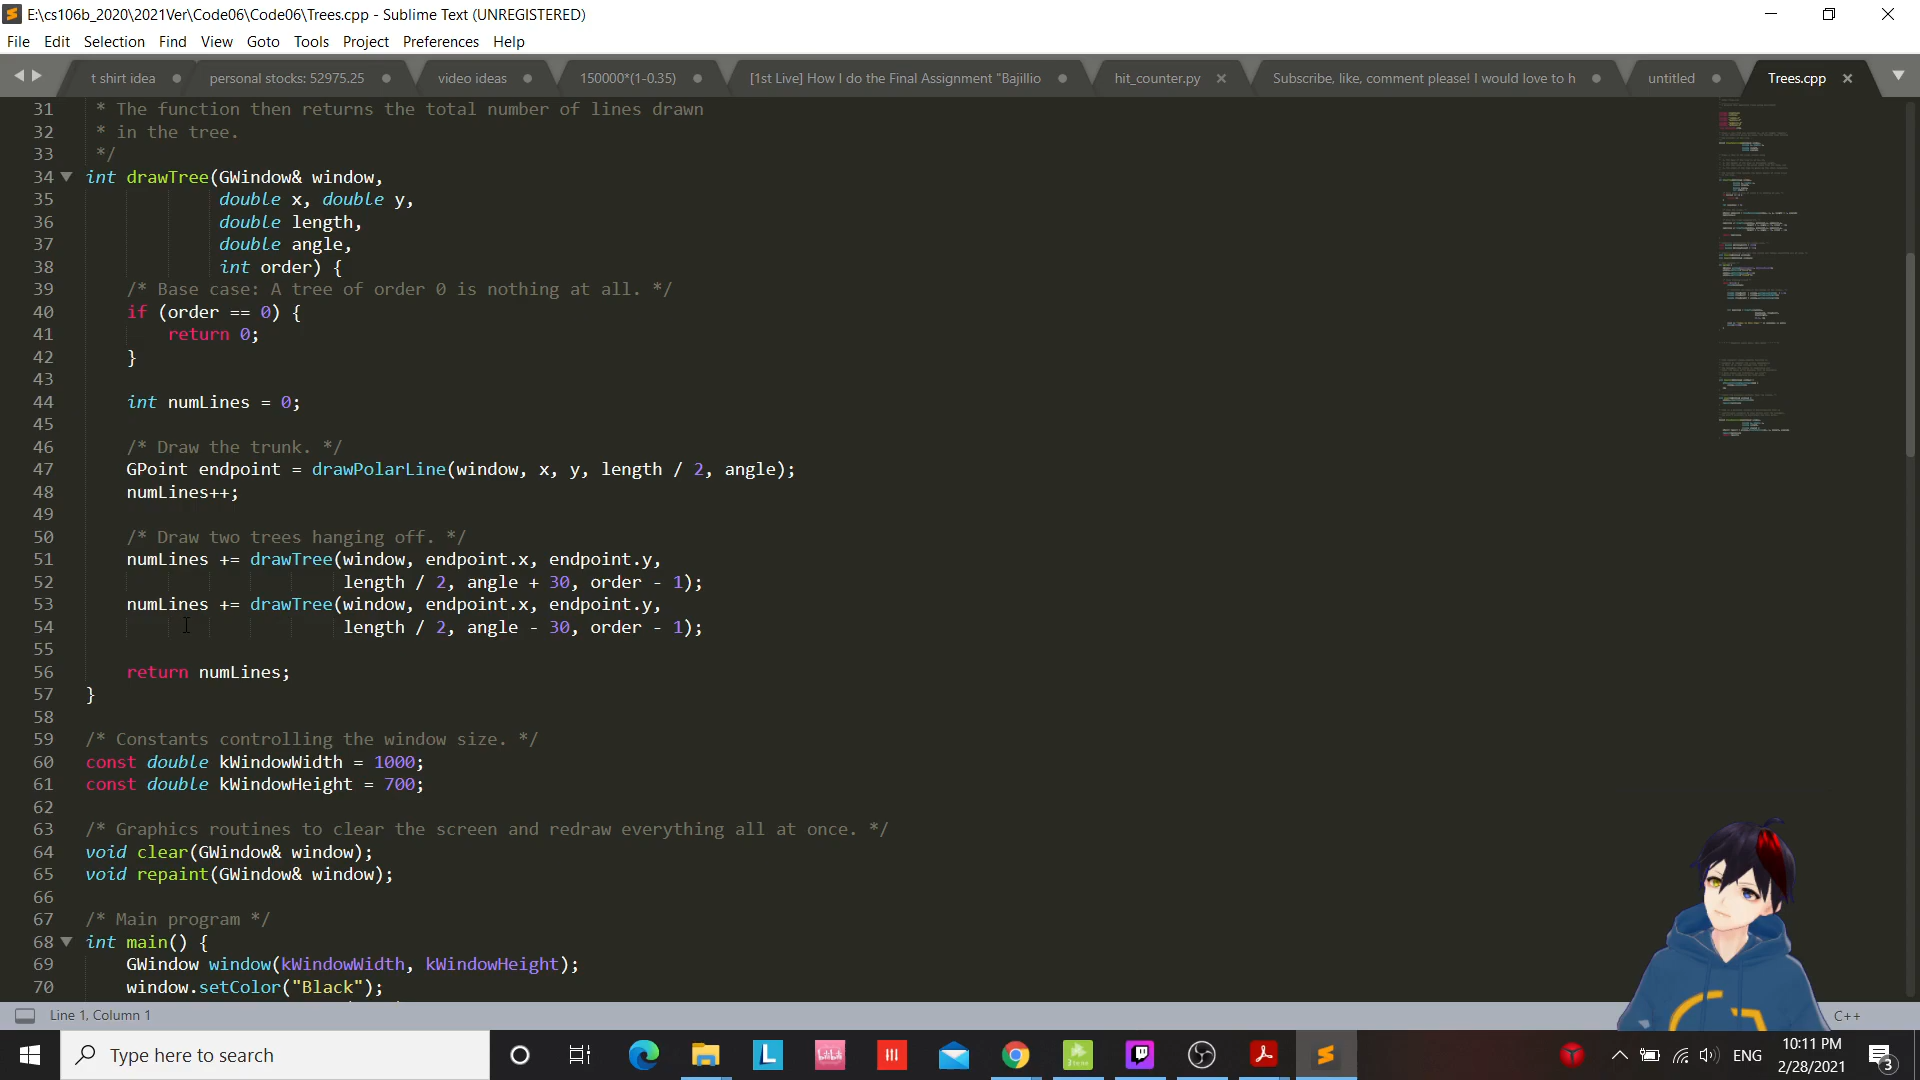 E:\cs106b_2020\2021Ver\Code06\Code06\Trees.cpp - Sublime Text (UNREGISTERED)
File Edit Selection Find View Goto Tools Project Preferences Help
t shirt idea personal stocks: 52975.25 video ideas 150000*(1-0.35) [1st Live] How I do the Final Assignment "Bajillio hit_counter.py Subscribe, like, comment please! I would love to h untitled Trees.cpp
31 * The function then returns the total number of lines drawn
32 * in the tree.
33 */
34 int drawTree(GWindow& window,
35 double x, double y,
36 double length,
37 double angle,
38 int order) {
39 /* Base case: A tree of order 0 is nothing at all. */
40 if (order == 0) {
41 return 0;
42 }
43
44 int numLines = 0;
45
46 /* Draw the trunk. */
47 GPoint endpoint = drawPolarLine(window, x, y, length / 2, angle);
48 numLines++;
49
50 /* Draw two trees hanging off. */
51 numLines += drawTree(window, endpoint.x, endpoint.y,
52 length / 2, angle + 30, order - 1);
53 numLines += drawTree(window, endpoint.x, endpoint.y,
54 length / 2, angle - 30, order - 1);
55
56 return numLines;
57 }
58
59 /* Constants controlling the window size. */
60 const double kWindowWidth = 1000;
61 const double kWindowHeight = 700;
62
63 /* Graphics routines to clear the screen and redraw everything all at once. */
64 void clear(GWindow& window);
65 void repaint(GWindow& window);
66
67 /* Main program */
68 int main() {
69 GWindow window(kWindowWidth, kWindowHeight);
70 window.setColor("Black");
Line 1, Column 1 C++
Type here to search
ENG
10:11 PM
2/28/2021
3